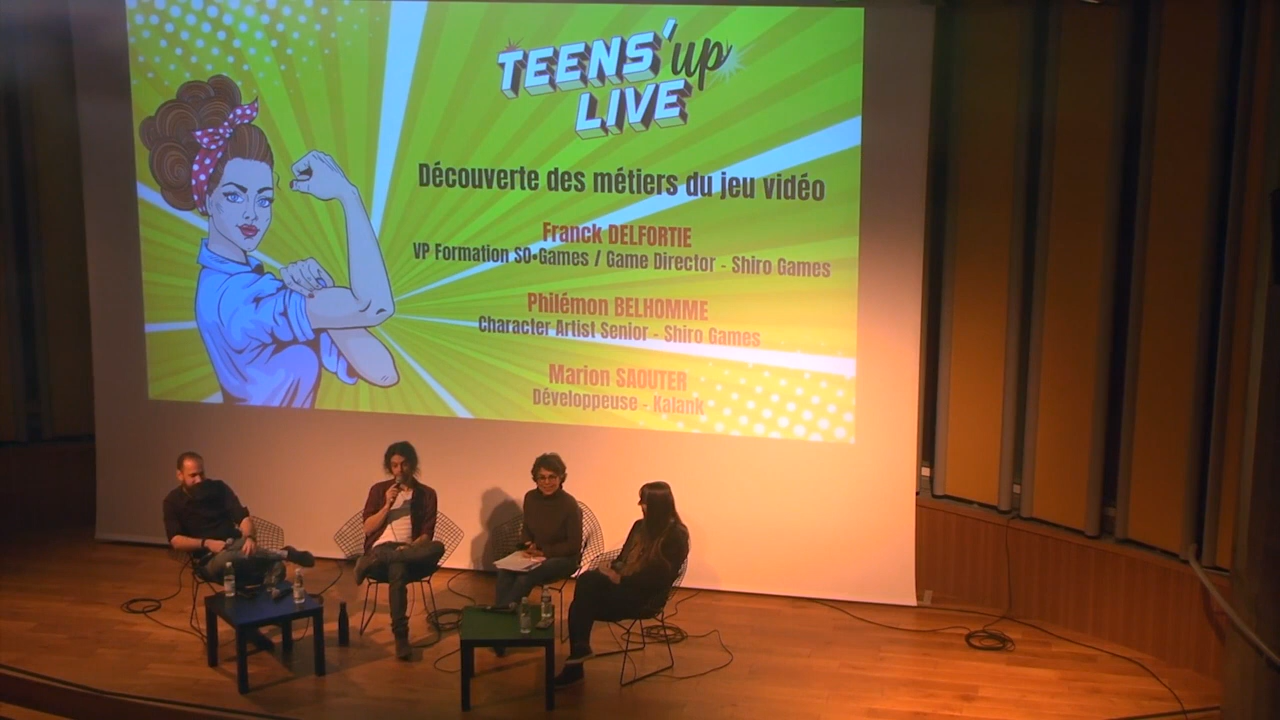 TEENS'up
LIVE
Découverte des métiers du jeu vidéo
Franck DELFORTIE
VP Formation SO•Games / Game Director - Shiro Games
Philémon BELHOMME
Character Artist Senior - Shiro Games
Marion SAOUTER
Développeuse - Kalank